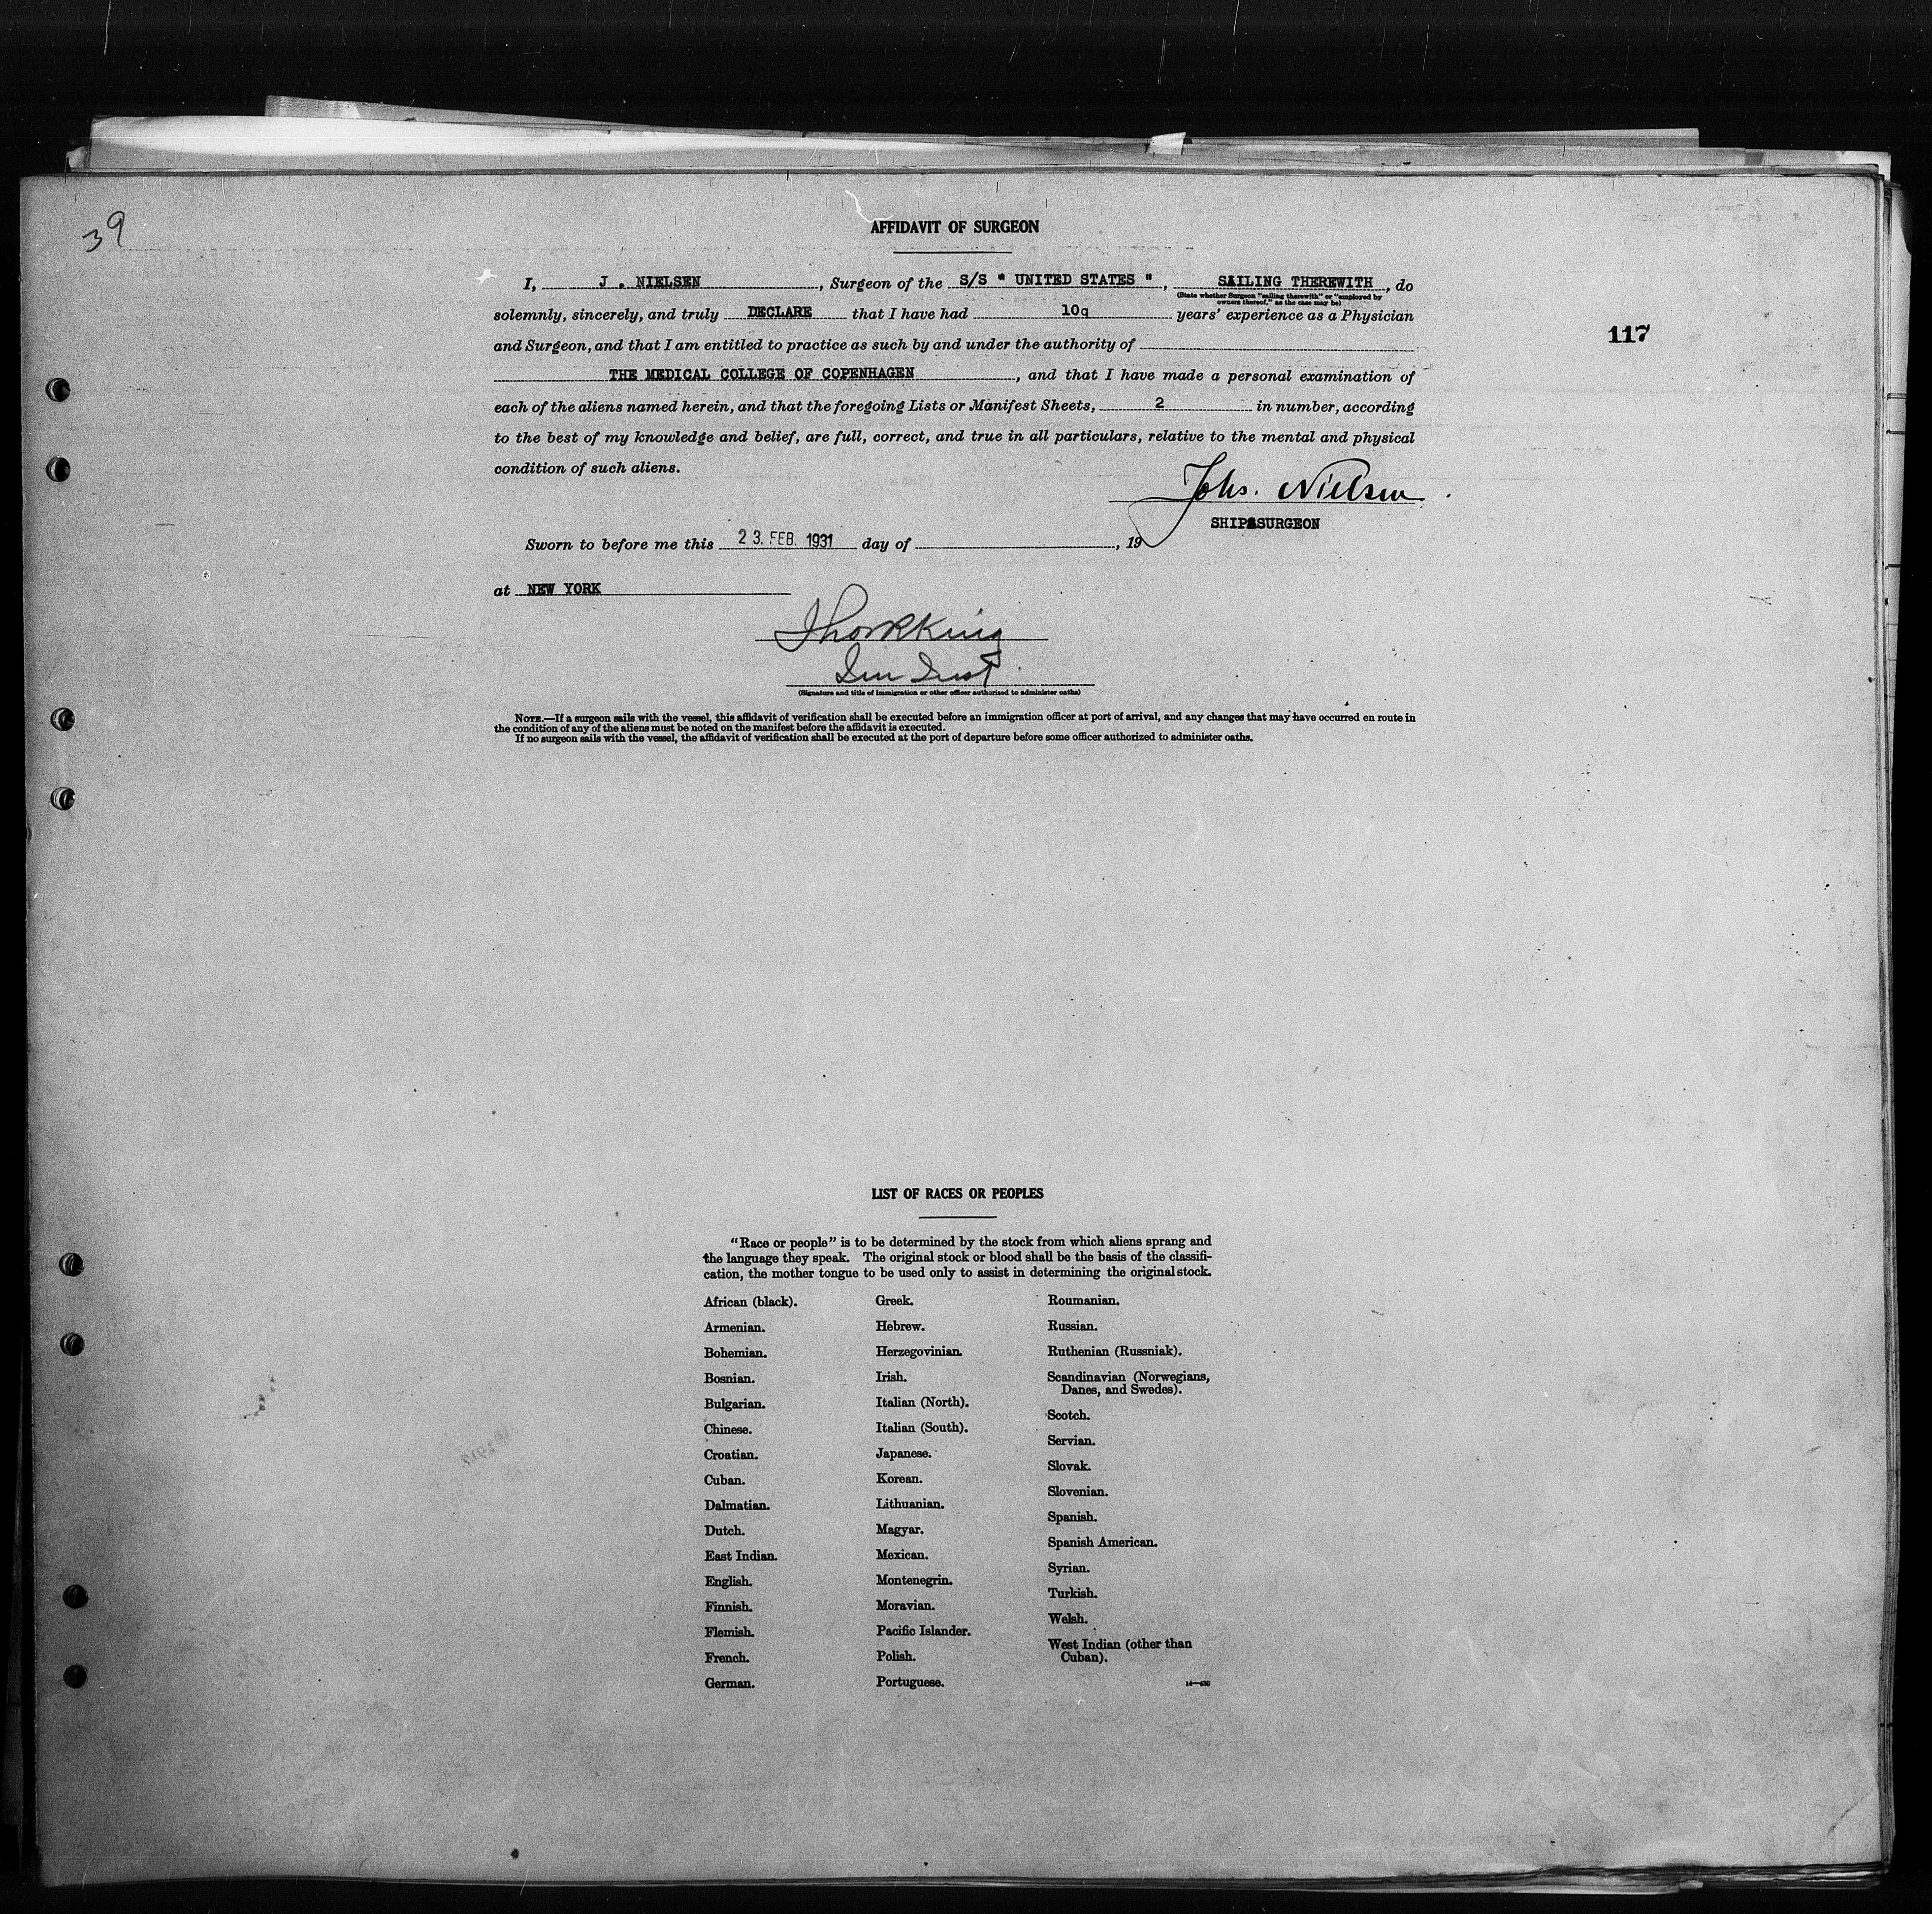 39
AFFIDAVIT OF SURGEON
I, J . NIELSEN, Surgeon of the S/S " UNITED STATES ", SAILING THEREWITH, do
(State whether Surgeon "sailing therewith" or "employed by
owners thereof," as the case may be)
solemnly, sincerely, and truly DECLARE that I have had 10q years' experience as a Physician
117
and Surgeon, and that I am entitled to practice as such by and under the authority of
THE MEDICAL COLLEGE OF COPENHAGEN, and that I have made a personal examination of
each of the aliens named herein, and that the foregoing Lists or Manifest Sheets, 2 in number, according
to the best of my knowledge and belief, are full, correct, and true in all particulars, relative to the mental and physical
condition of such aliens.
Johs. Nielsen
SHIPSSURGEON
Sworn to before me this 23. FEB. 1931 day of , 19
at NEW YORK
(Signature and title of immigration or other officer authorized to administer oaths)
NOTE.—If a surgeon sails with the vessel, this affidavit of verification shall be executed before an immigration officer at port of arrival, and any changes that may have occurred en route in
the condition of any of the aliens must be noted on the manifest before the affidavit is executed.
If no surgeon sails with the vessel, the affidavit of verification shall be executed at the port of departure before some officer authorized to administer oaths.
LIST OF RACES OR PEOPLES
"Race or people" is to be determined by the stock from which aliens sprang and
the language they speak. The original stock or blood shall be the basis of the classifi-
cation, the mother tongue to be used only to assist in determining the original stock.
African (black).
Armenian.
Bohemian.
Bosnian.
Bulgarian.
Chinese.
Croatian.
Cuban.
Dalmatian.
Dutch.
East Indian.
English.
Finnish.
Flemish.
French.
German.
Greek.
Hebrew.
Herzegovinian.
Irish.
Italian (North).
Italian (South).
Japanese.
Korean.
Lithuanian.
Magyar.
Mexican.
Montenegrin.
Moravian.
Pacific Islander.
Polish.
Portuguese.
Roumanian.
Russian.
Ruthenian (Russniak).
Scandinavian (Norwegians,
Danes, and Swedes).
Scotch.
Servian.
Slovak.
Slovenian.
Spanish.
Spanish American.
Syrian.
Turkish.
Welsh.
West Indian (other than
Cuban).